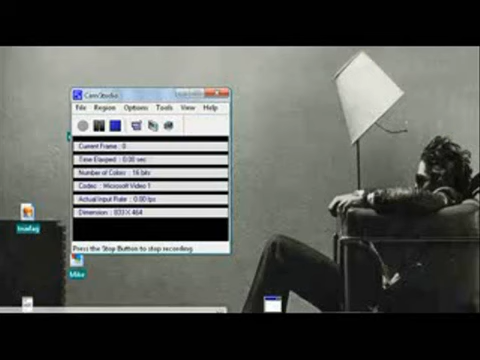 CamStudio
File Region Options Tools View Help
Current Frame : 0
Time Elapsed : 0.00 sec
Number of Colors : 16 bits
Codec : Microsoft Video 1
Actual Input Rate : 0.00 fps
Dimension : 833 X 464
Press the Stop Button to stop recording
Mike